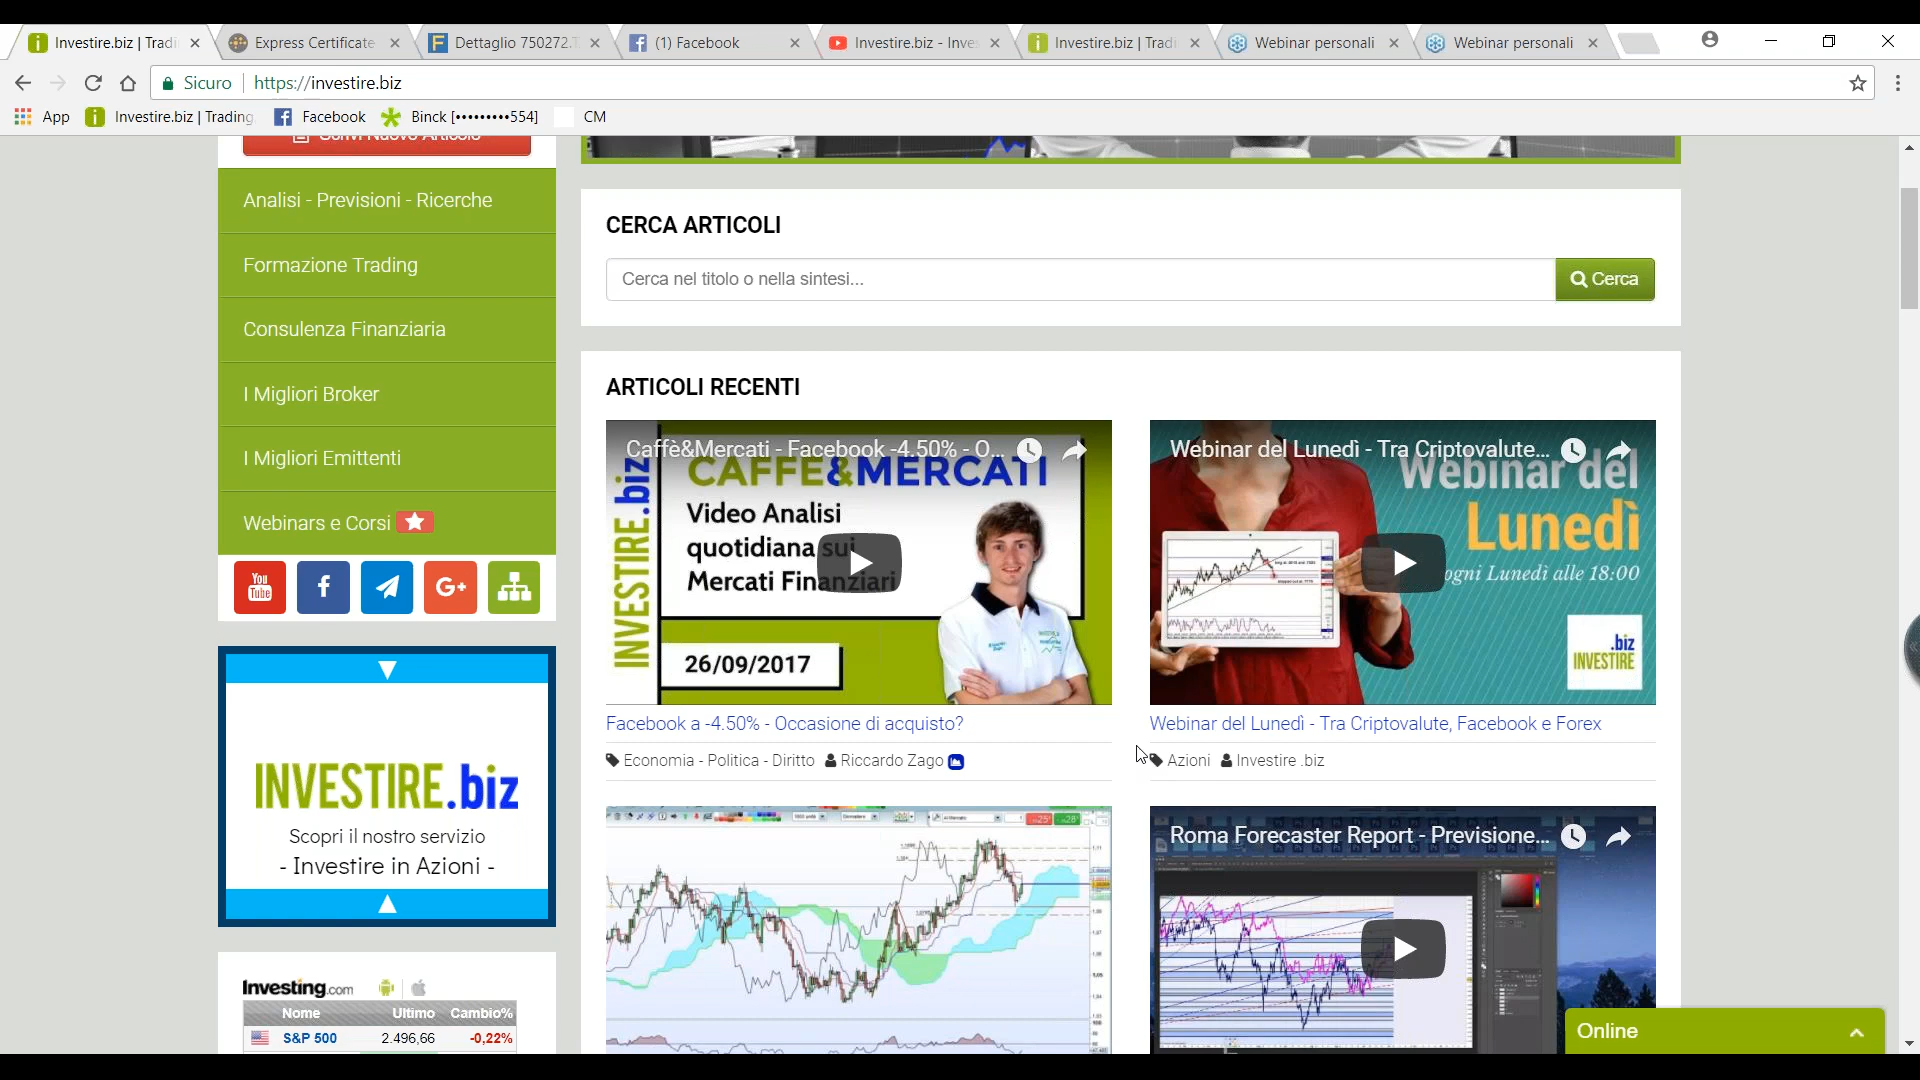 Investire.biz | Tradi
Express Certificate
Dettaglio 750272.T
(1) Facebook
Investire.biz - Inve
Investire.biz | Tradi
Webinar personali
Webinar personali
Sicuro
https://investire.biz
App
Investire.biz | Trading
Facebook
Binck [•••••••••554]
CM
Scrivi Nuovo Articolo
Analisi - Previsioni - Ricerche
Formazione Trading
Consulenza Finanziaria
I Migliori Broker
I Migliori Emittenti
Webinars e Corsi
You
Tube
f
G+
INVESTIRE.biz
Scopri il nostro servizio
- Investire in Azioni -
Investing.com
Nome Ultimo Cambio%
S&P 500 2.496,66 -0,22%
CERCA ARTICOLI
Cerca nel titolo o nella sintesi...
Cerca
ARTICOLI RECENTI
Caffè&Mercati - Facebook -4.50% - O...
INVESTIRE.biz
CAFFE&MERCATI
Video Analisi
quotidiana sui
Mercati Finanziari
26/09/2017
Facebook a -4.50% - Occasione di acquisto?
Economia - Politica - Diritto Riccardo Zago
Webinar del Lunedì - Tra Criptovalute...
Webinar del
Lunedì
ogni Lunedì alle 18:00
.biz
INVESTIRE
Webinar del Lunedì - Tra Criptovalute, Facebook e Forex
Azioni Investire .biz
Roma Forecaster Report - Previsione...
Online